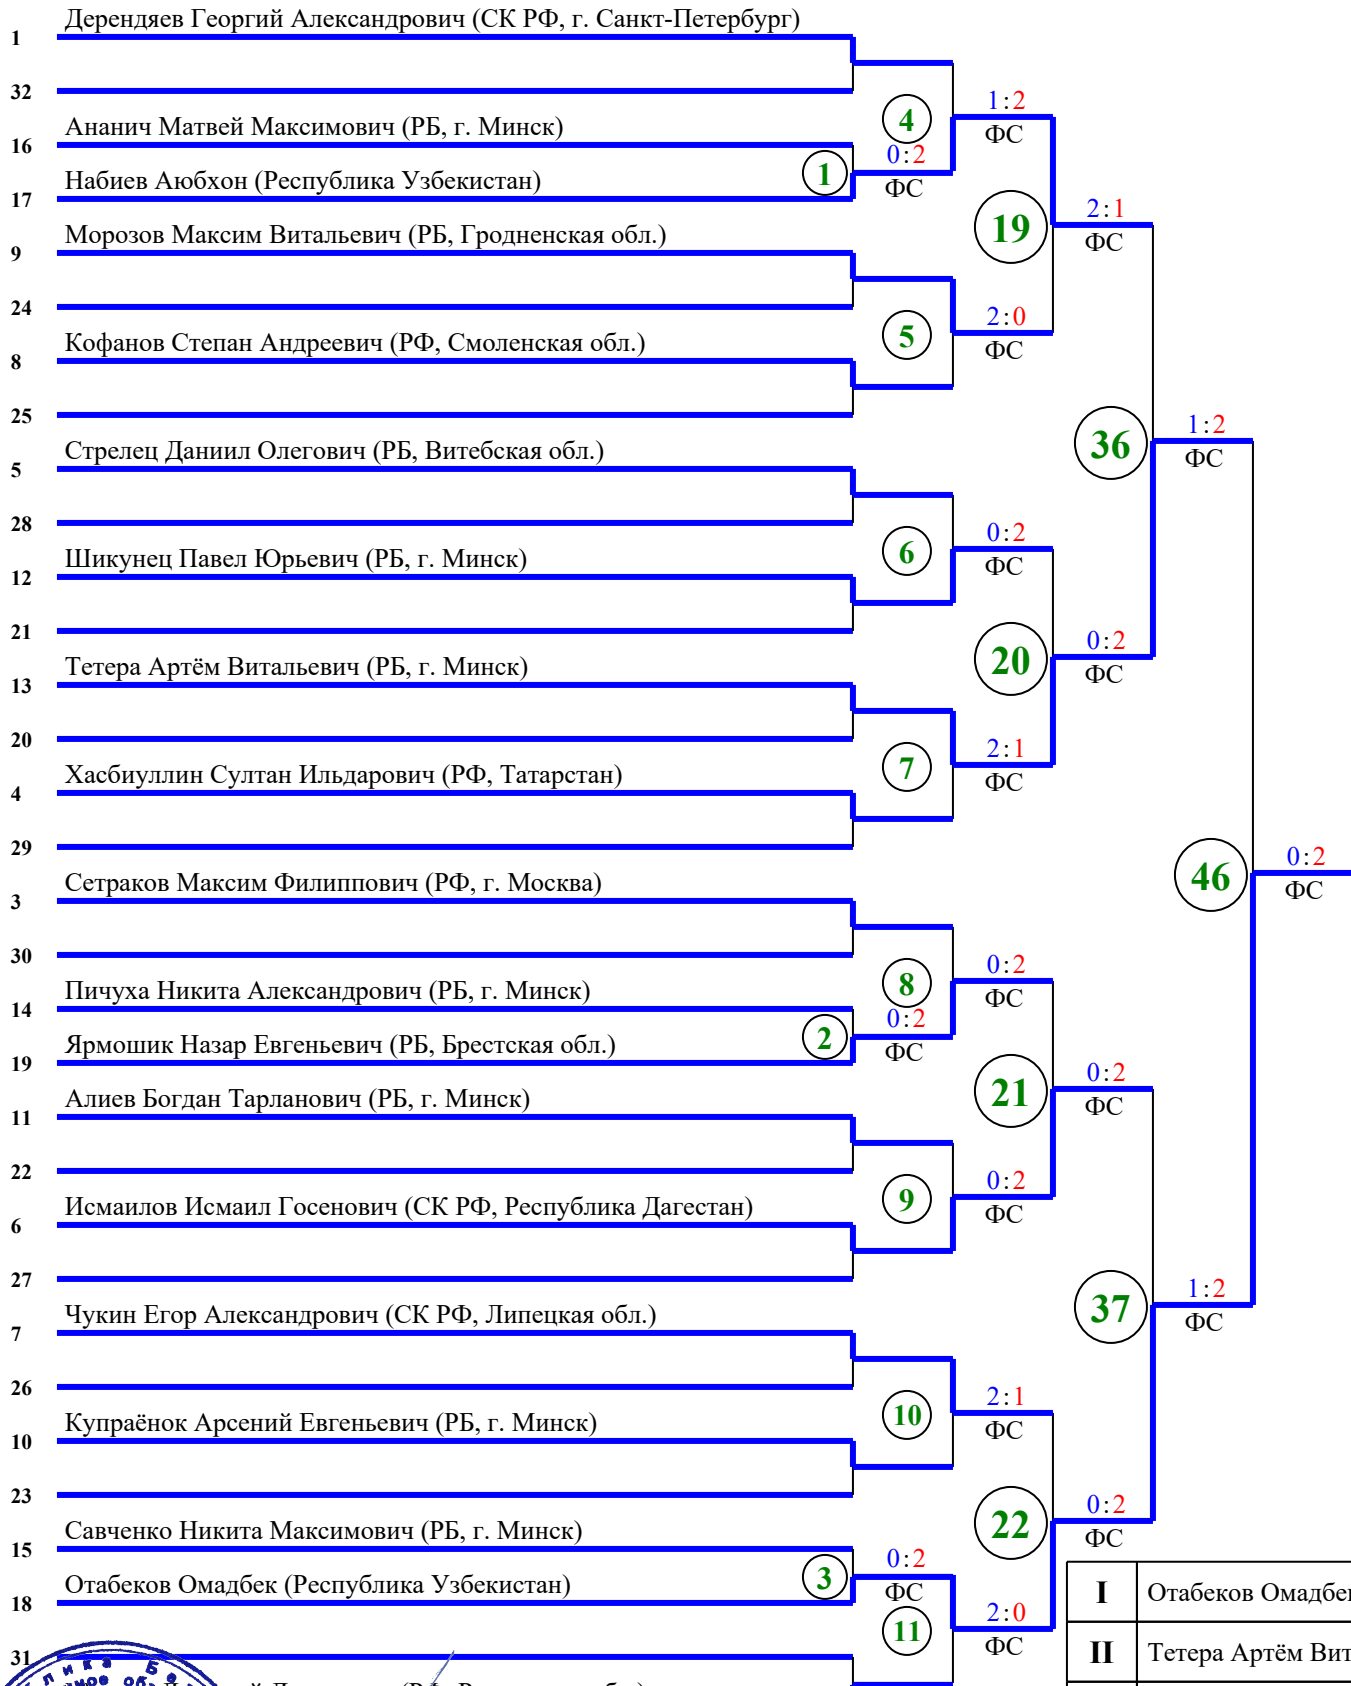 Дерендяев Георгий Александрович (СК РФ, г. Санкт-Петербург)
1
32
4
1:2
ФС
Ананич Матвей Максимович (РБ, г. Минск)
16
1
0:2
ФС
Набиев Аюбхон (Республика Узбекистан)
17
19
2:1
ФС
Морозов Максим Витальевич (РБ, Гродненская обл.)
9
24
5
2:0
ФС
Кофанов Степан Андреевич (РФ, Смоленская обл.)
8
25
36
1:2
ФС
Стрелец Даниил Олегович (РБ, Витебская обл.)
5
28
6
0:2
ФС
Шикунец Павел Юрьевич (РБ, г. Минск)
12
21
20
0:2
ФС
Тетера Артём Витальевич (РБ, г. Минск)
13
20
7
2:1
ФС
Хасбиуллин Султан Ильдарович (РФ, Татарстан)
4
29
46
0:2
ФС
Сетраков Максим Филиппович (РФ, г. Москва)
3
30
8
0:2
ФС
Пичуха Никита Александрович (РБ, г. Минск)
14
2
0:2
ФС
Ярмошик Назар Евгеньевич (РБ, Брестская обл.)
19
21
0:2
ФС
Алиев Богдан Тарланович (РБ, г. Минск)
11
22
9
0:2
ФС
Исмаилов Исмаил Госенович (СК РФ, Республика Дагестан)
6
27
37
1:2
ФС
Чукин Егор Александрович (СК РФ, Липецкая обл.)
7
26
10
2:1
ФС
Купраёнок Арсений Евгеньевич (РБ, г. Минск)
10
23
22
0:2
ФС
Савченко Никита Максимович (РБ, г. Минск)
15
3
0:2
ФС
Отабеков Омадбек (Республика Узбекистан)
18
11
2:0
ФС
31
I Отабеков Омадбек
II Тетера Артём Вит